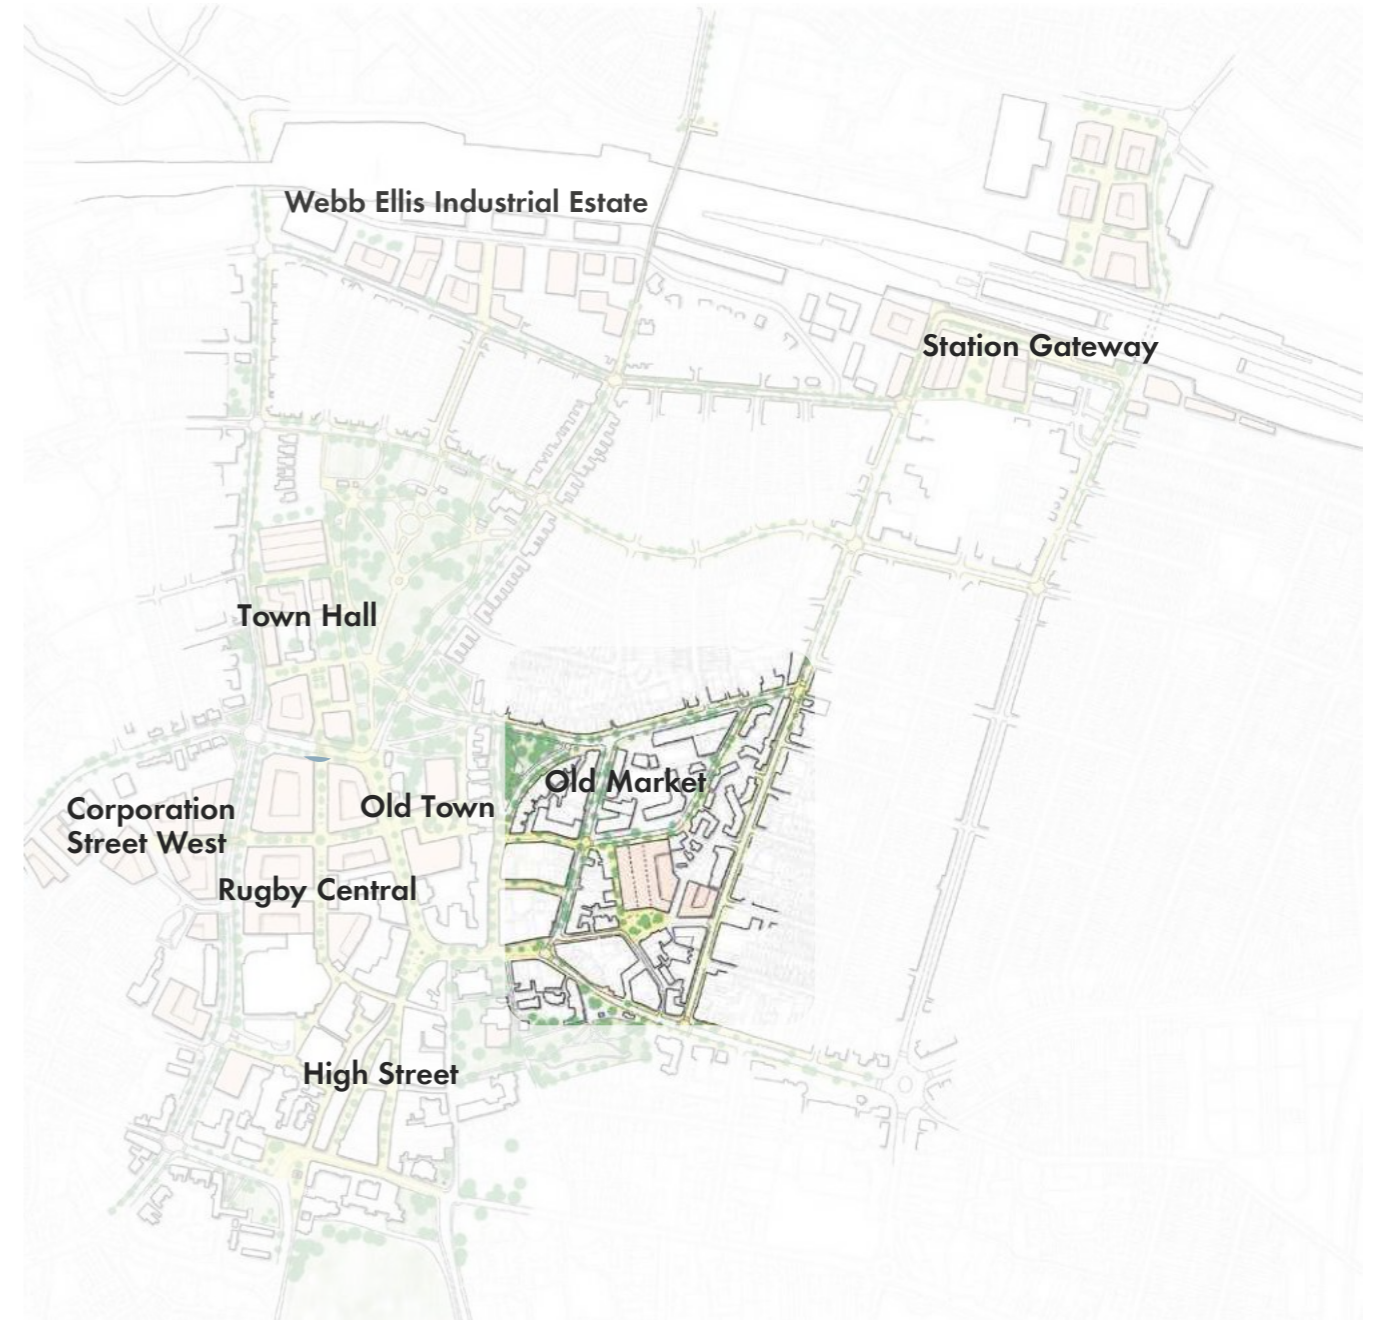 Webb Ellis Industrial Estate
Station Gateway
Town Hall
Old Market
Corporation
Street West
Old Town
Rugby Central
High Street